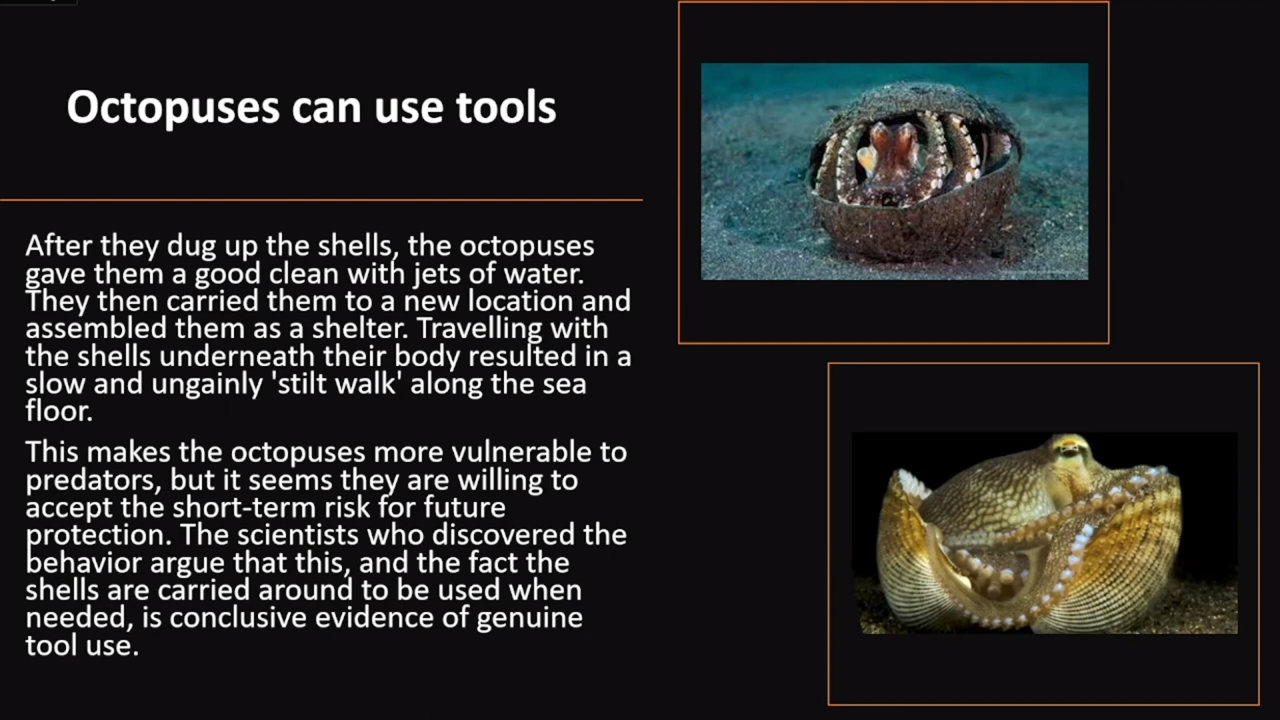 Octopuses can use tools
After they dug up the shells, the octopuses
gave them a good clean with jets of water.
They then carried them to a new location and
assembled them as a shelter. Travelling with
the shells underneath their body resulted in a
slow and ungainly 'stilt walk' along the sea
floor.
This makes the octopuses more vulnerable to
predators, but it seems they are willing to
accept the short-term risk for future
protection. The scientists who discovered the
behavior argue that this, and the fact the
shells are carried around to be used when
needed, is conclusive evidence of genuine
tool use.